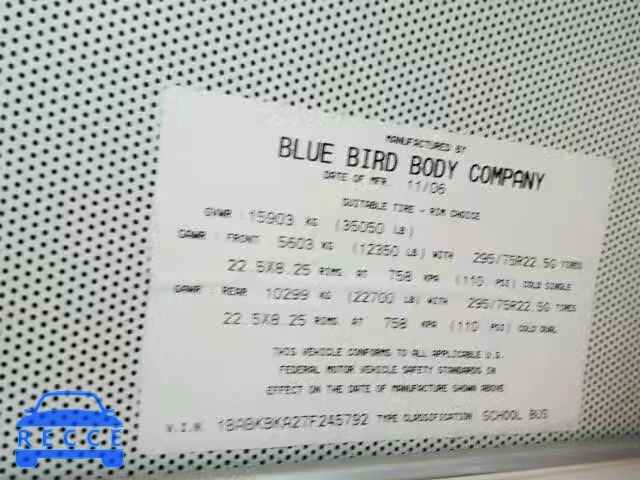 MANUFACTURED BY
BLUE BIRD BODY COMPANY
DATE OF MFR. 11/06
SUITABLE TIRE - RIM CHOICE
GVWR : 15903 KG (35050 LB)
GAWR : FRONT 5603 KG (12350 LB) WITH 295/75R22.5G TIRES
22.5X8.25 RIMS. AT 758 KPA (110 PSI) COLD SINGLE
GAWR : REAR 10299 KG (22700 LB) WITH 295/75R22.5G TIRES
22.5X8.25 RIMS. AT 758 KPA (110 PSI) COLD DUAL
THIS VEHICLE CONFORMS TO ALL APPLICABLE U.S.
FEDERAL MOTOR VEHICLE SAFETY STANDARDS IN
EFFECT ON THE DATE OF MANUFACTURE SHOWN ABOVE
V.I.N. 1BABKBKA27F245792 TYPE CLASSIFICATION SCHOOL BUS
RECCE